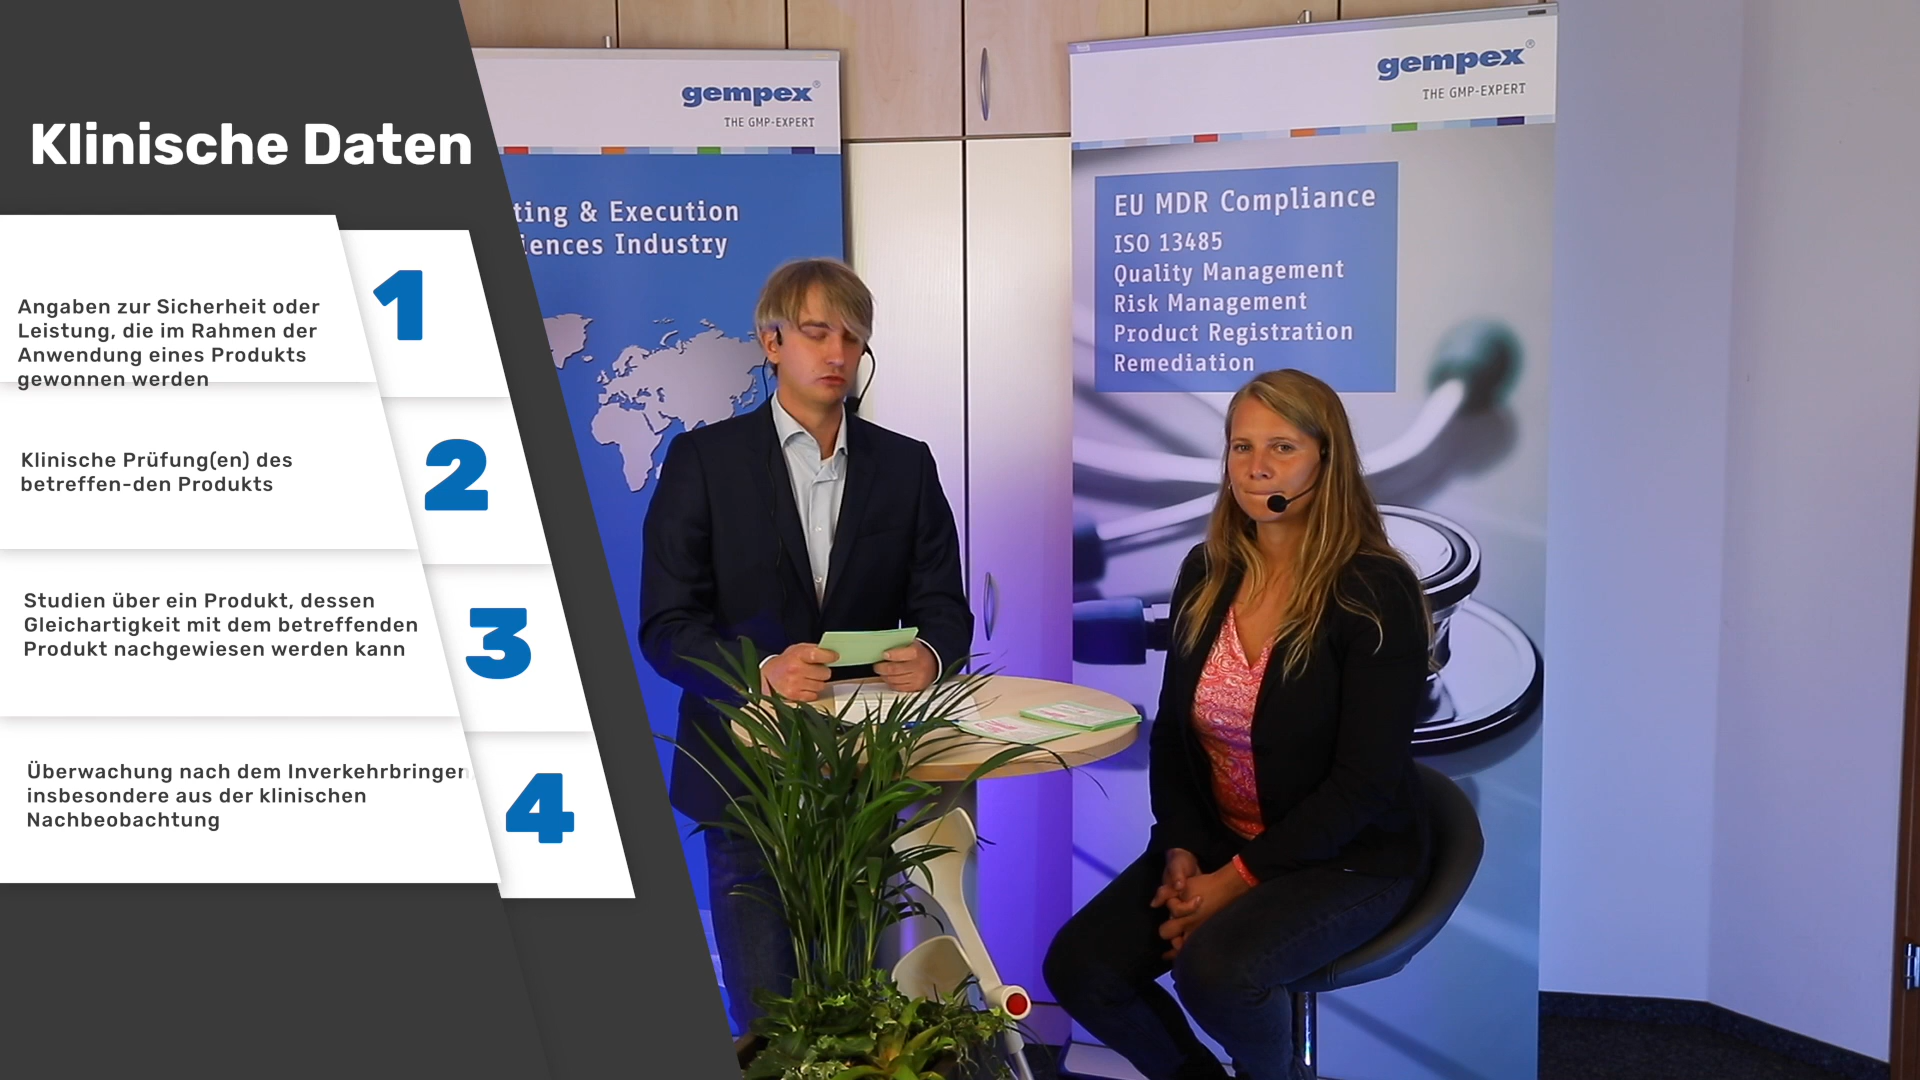 Klinische Daten
Angaben zur Sicherheit oder
Leistung, die im Rahmen der
Anwendung eines Produkts
gewonnen werden
1
Klinische Prüfung(en) des
betreffen-den Produkts
2
Studien über ein Produkt, dessen
Gleichartigkeit mit dem betreffenden
Produkt nachgewiesen werden kann
3
Überwachung nach dem Inverkehrbringen,
insbesondere aus der klinischen
Nachbeobachtung
4
gempex®
THE GMP-EXPERT
ting & Execution
iences Industry
gempex®
THE GMP-EXPERT
EU MDR Compliance
ISO 13485
Quality Management
Risk Management
Product Registration
Remediation